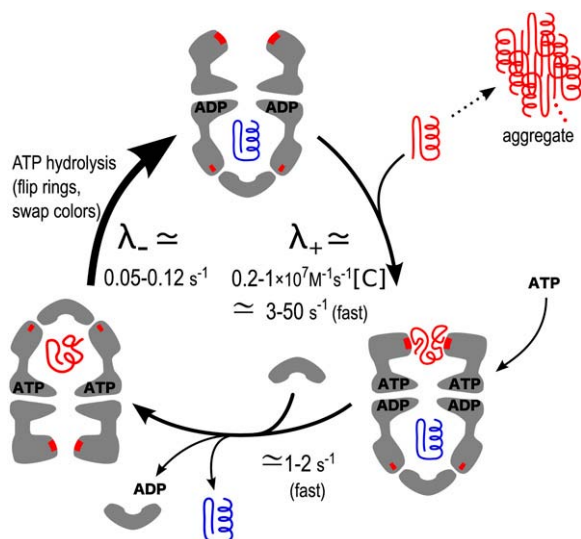 ADP ADP
aggregate
ATP hydrolysis
(flip rings,
swap colors)
λ₋ ≃
0.05-0.12 s⁻¹
λ₊ ≃
0.2-1×10⁷M⁻¹s⁻¹[C]
≃ 3-50 s⁻¹ (fast)
ATP
ATP ATP
ATP ATP
ADP ADP
≃1-2 s⁻¹
(fast)
ADP